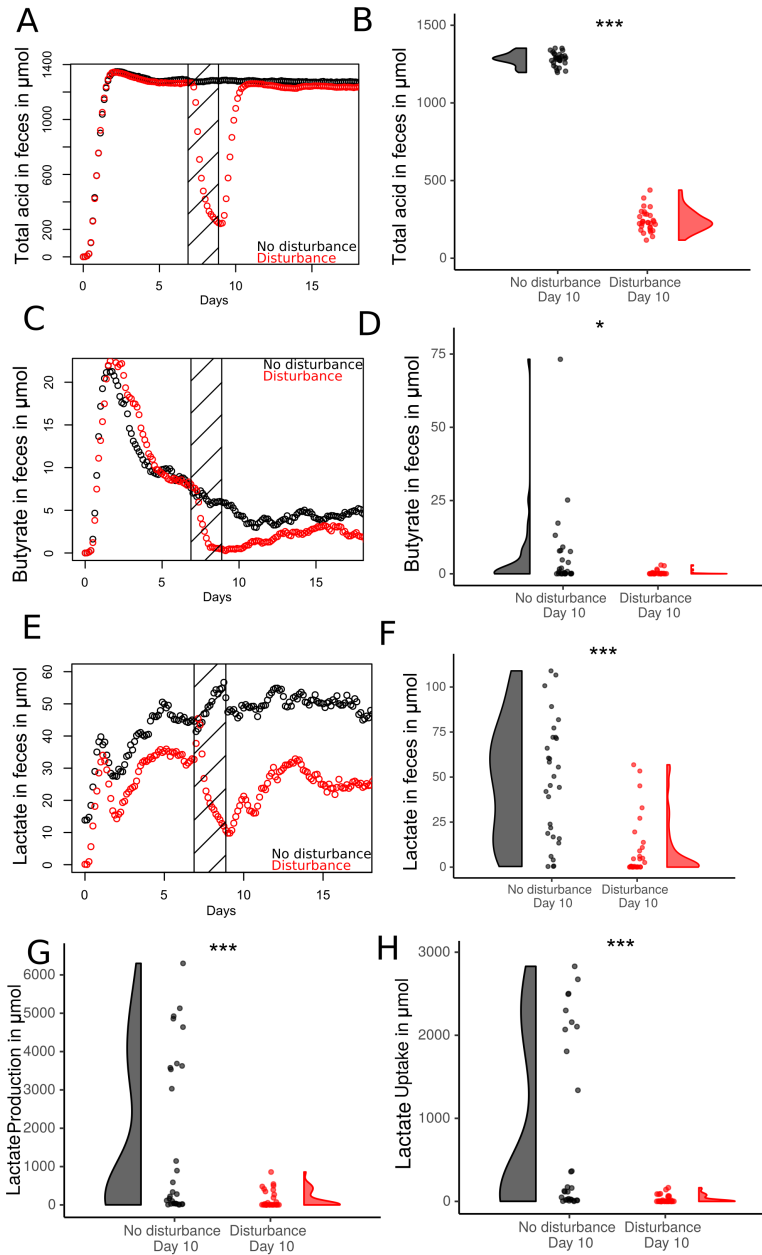 A
Total acid in feces in µmol
0 200 600 1000 1400
0 5 10 15
Days
No disturbance
Disturbance
B
***
Total acid in feces in µmol
1500
1000
500
0
No disturbance
Day 10
Disturbance
Day 10
C
Butyrate in feces in µmol
0 5 10 15 20
0 5 10 15
Days
No disturbance
Disturbance
D
*
Butyrate in feces in µmol
75
50
25
0
No disturbance
Day 10
Disturbance
Day 10
E
Lactate in feces in µmol
0 10 20 30 40 50 60
0 5 10 15
Days
No disturbance
Disturbance
F
***
Lactate in feces in µmol
100
75
50
25
0
No disturbance
Day 10
Disturbance
Day 10
G
***
Lactate Production in µmol
6000
5000
4000
3000
2000
1000
0
No disturbance
Day 10
Disturbance
Day 10
H
***
Lactate Uptake in µmol
3000
2000
1000
0
No disturbance
Day 10
Disturbance
Day 10